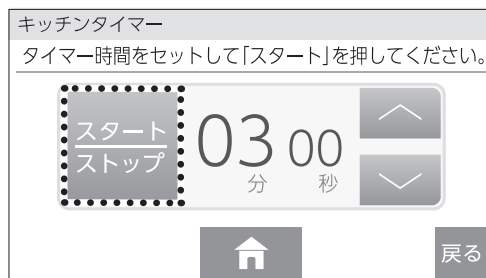 キッチンタイマー
タイマー時間をセットして「スタート」を押してください。
スタート
ストップ
03 00
分 秒
戻る